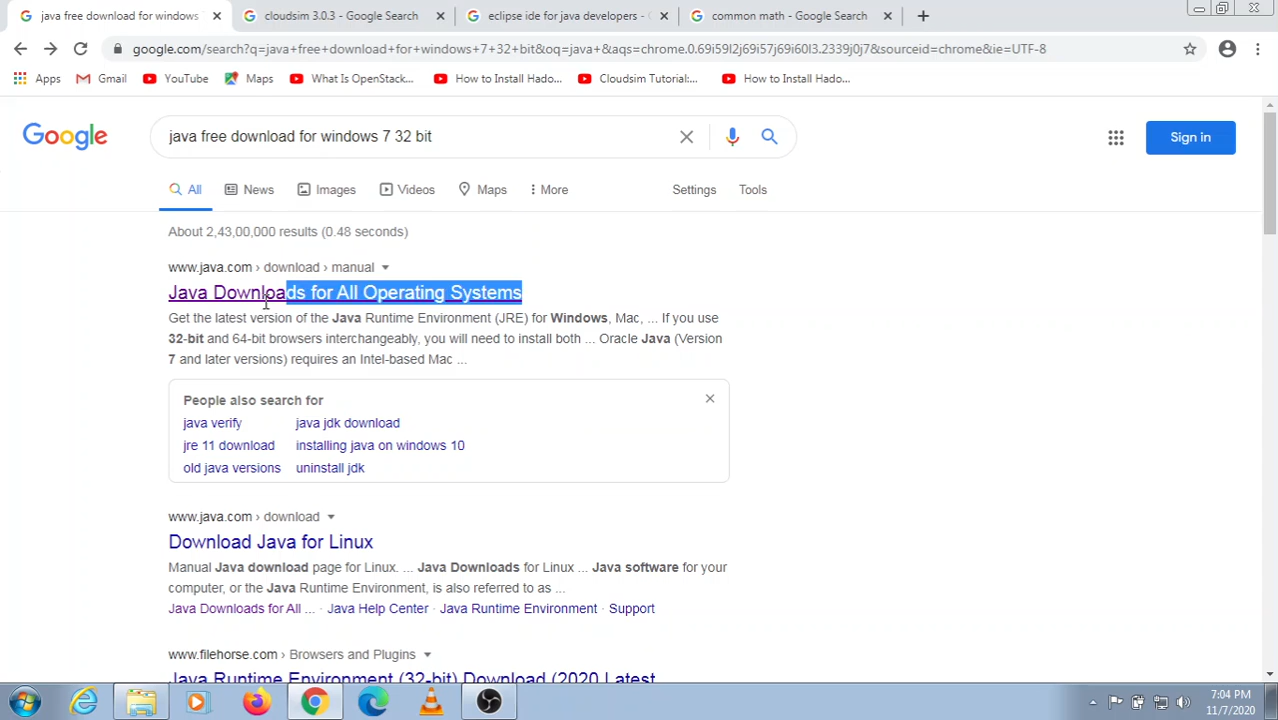 java free download for windows
cloudsim 3.0.3 - Google Search
eclipse ide for java developers -
common math - Google Search
google.com/search?q=java+free+download+for+windows+7+32+bit&oq=java+&aqs=chrome.0.69i59l2j69i57j69i60l3.2339j0j7&sourceid=chrome&ie=UTF-8
Apps
Gmail
YouTube
Maps
What Is OpenStack...
How to Install Hado...
Cloudsim Tutorial:...
How to Install Hado...
Google
java free download for windows 7 32 bit
Sign in
All
News
Images
Videos
Maps
More
Settings
Tools
About 2,43,00,000 results (0.48 seconds)
www.java.com › download › manual
Java Downloads for All Operating Systems
Get the latest version of the Java Runtime Environment (JRE) for Windows, Mac, ... If you use
32-bit and 64-bit browsers interchangeably, you will need to install both ... Oracle Java (Version
7 and later versions) requires an Intel-based Mac ...
People also search for
java verify
java jdk download
jre 11 download
installing java on windows 10
old java versions
uninstall jdk
www.java.com › download
Download Java for Linux
Manual Java download page for Linux. ... Java Downloads for Linux ... Java software for your
computer, or the Java Runtime Environment, is also referred to as ...
Java Downloads for All ... · Java Help Center · Java Runtime Environment · Support
www.filehorse.com › Browsers and Plugins
Java Runtime Environment (32-bit) Download (2020 Latest
7:04 PM
11/7/2020